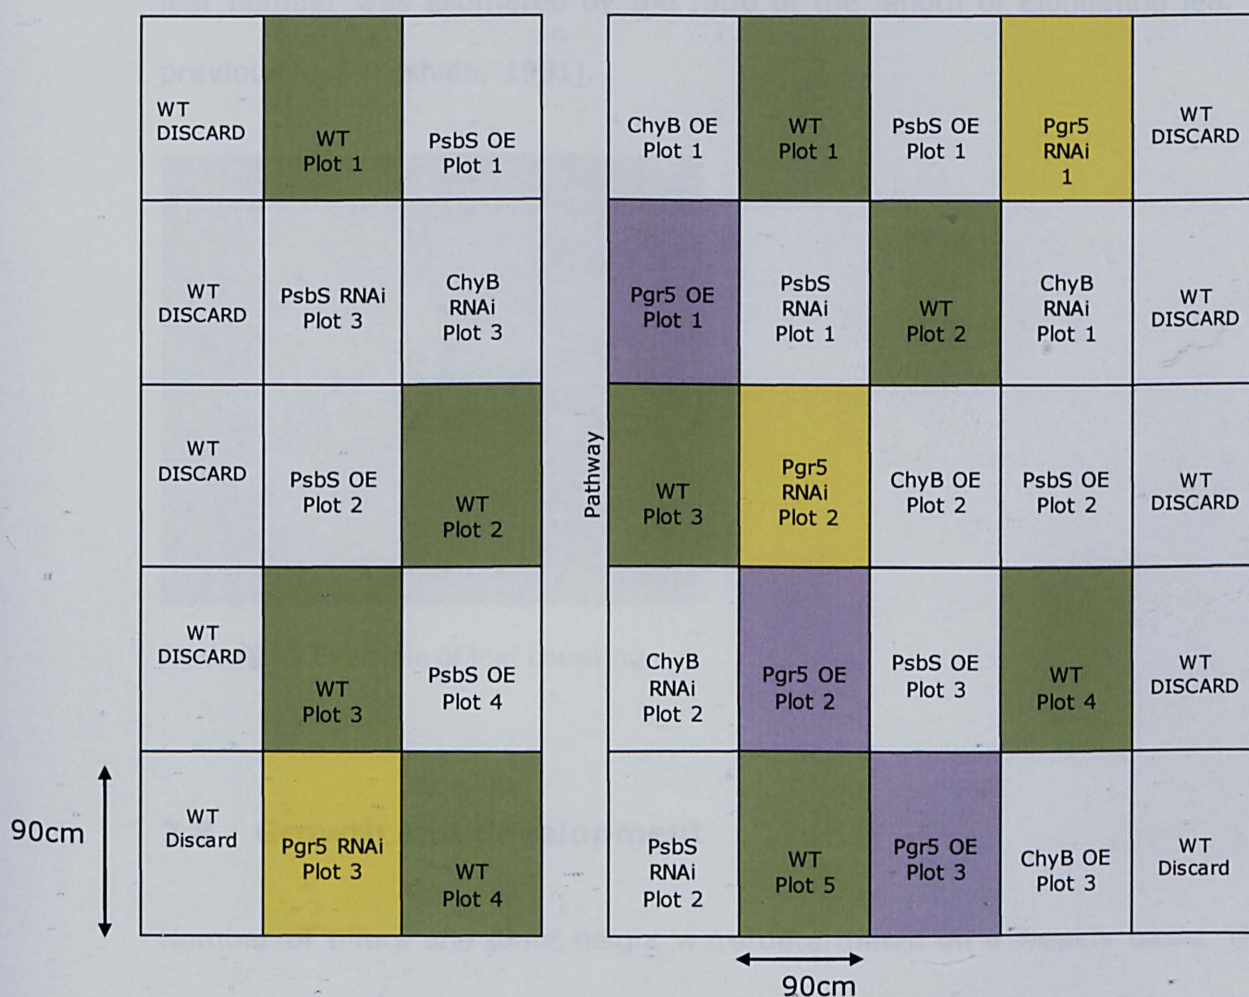 WT
DISCARD
WT
Plot 1
PsbS OE
Plot 1
ChyB OE
Plot 1
WT
Plot 1
PsbS OE
Plot 1
Pgr5
RNAi
1
WT
DISCARD
WT
DISCARD
PsbS RNAi
Plot 3
ChyB
RNAi
Plot 3
Pgr5 OE
Plot 1
PsbS
RNAi
Plot 1
WT
Plot 2
ChyB
RNAi
Plot 1
WT
DISCARD
WT
DISCARD
PsbS OE
Plot 2
WT
Plot 2
Pathway
WT
Plot 3
Pgr5
RNAi
Plot 2
ChyB OE
Plot 2
PsbS OE
Plot 2
WT
DISCARD
WT
DISCARD
WT
Plot 3
PsbS OE
Plot 4
ChyB
RNAi
Plot 2
Pgr5 OE
Plot 2
PsbS OE
Plot 3
WT
Plot 4
WT
DISCARD
90cm
WT
Discard
Pgr5 RNAi
Plot 3
WT
Plot 4
PsbS
RNAi
Plot 2
WT
Plot 5
Pgr5 OE
Plot 3
ChyB OE
Plot 3
WT
Discard
90cm